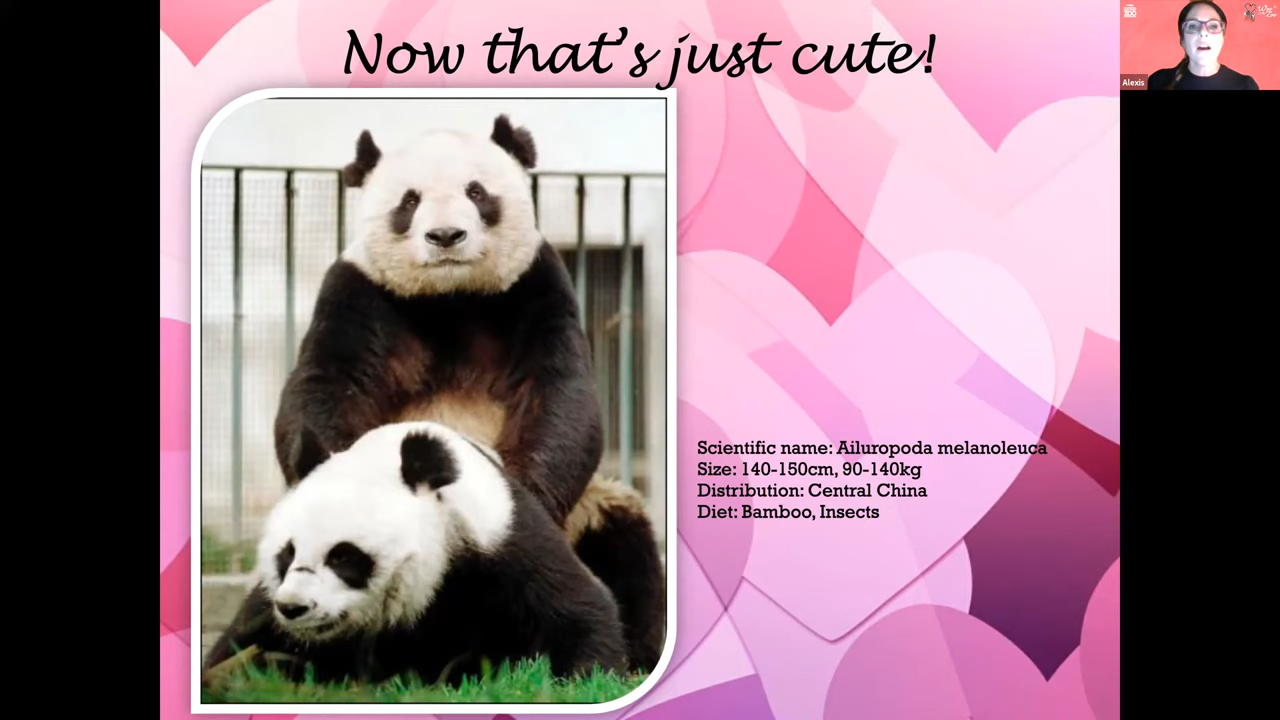 Now that's just cute!
Scientific name: Ailuropoda melanoleuca
Size: 140-150cm, 90-140kg
Distribution: Central China
Diet: Bamboo, Insects
Alexis